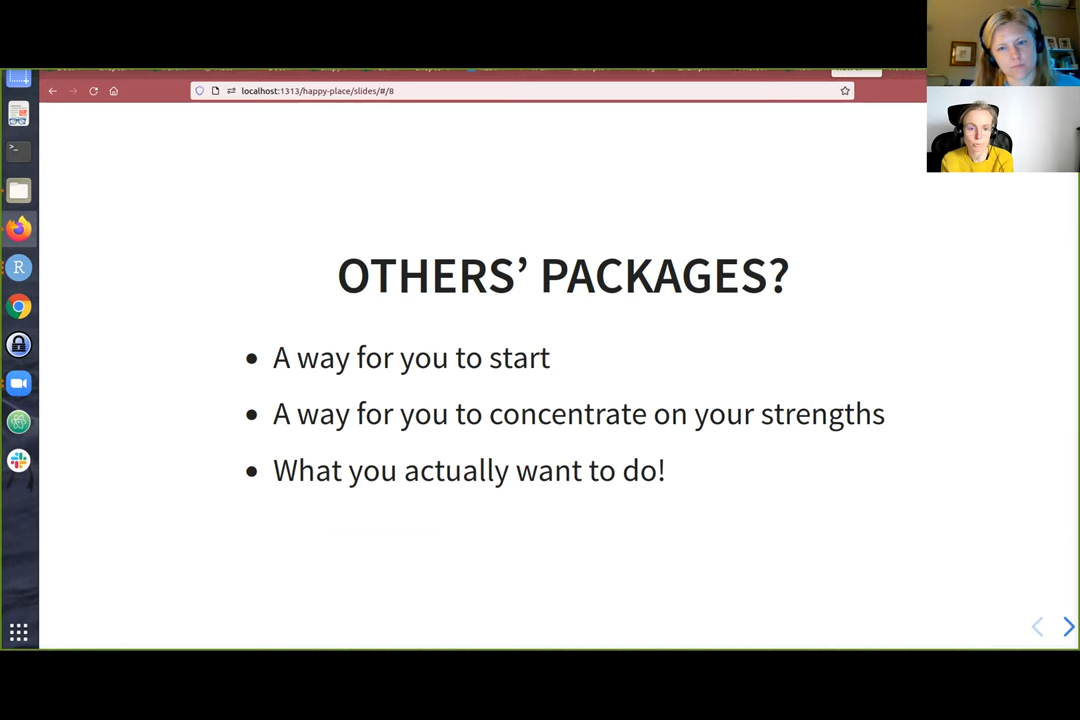 localhost:1313/happy-place/slides/#/8
OTHERS’ PACKAGES?
• A way for you to start
• A way for you to concentrate on your strengths
• What you actually want to do!